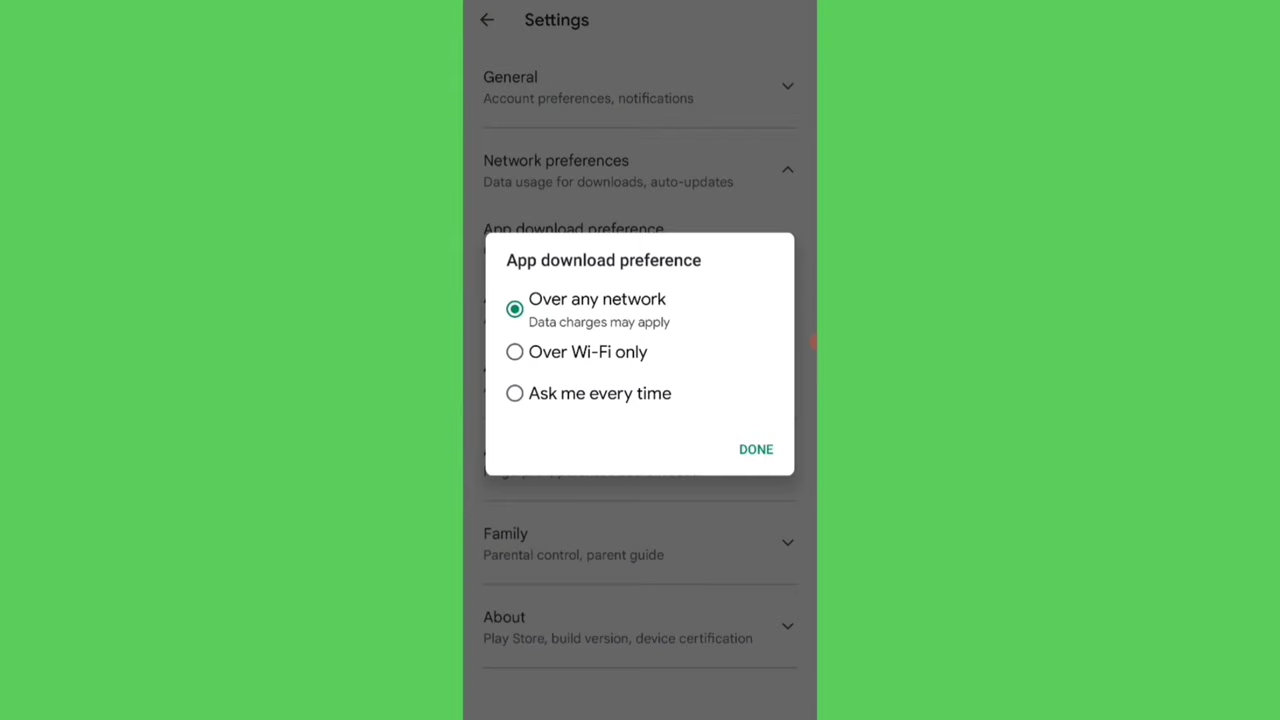 Settings
General
Account preferences, notifications
Network preferences
Data usage for downloads, auto-updates
App download preference
App download preference
Over any network
Data charges may apply
Over Wi-Fi only
Ask me every time
DONE
Family
Parental control, parent guide
About
Play Store, build version, device certification